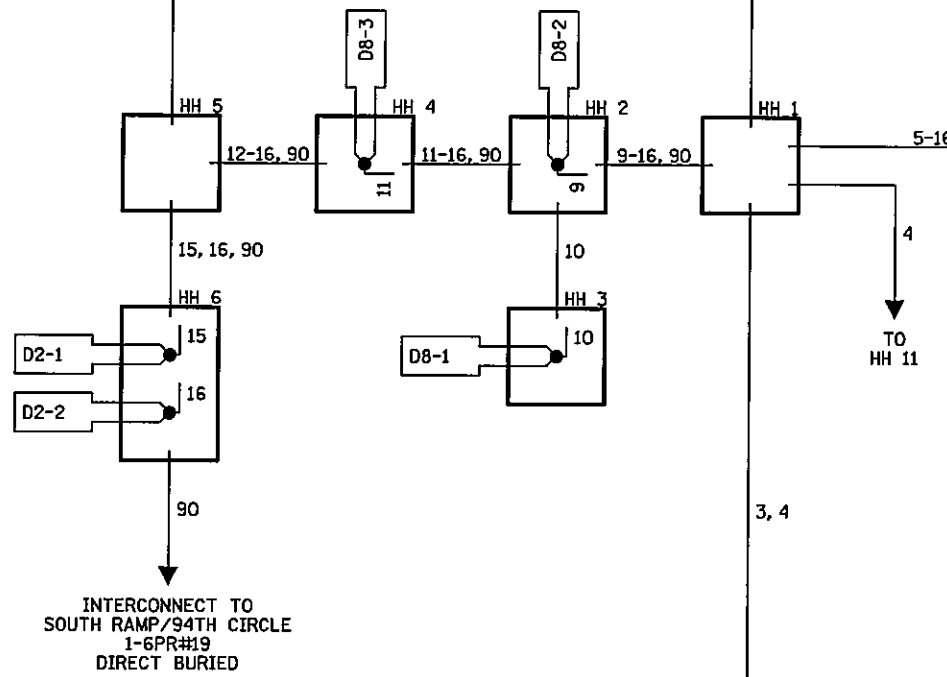 D8-3
D8-2
HH 5
HH 4
HH 2
HH 1
12-16, 90
11
11-16, 90
9
9-16, 90
5-16
4
TO
HH 11
15, 16, 90
10
HH 6
15
D2-1
16
D2-2
HH 3
10
D8-1
90
3, 4
INTERCONNECT TO
SOUTH RAMP/94TH CIRCLE
1-6PR#19
DIRECT BURIED